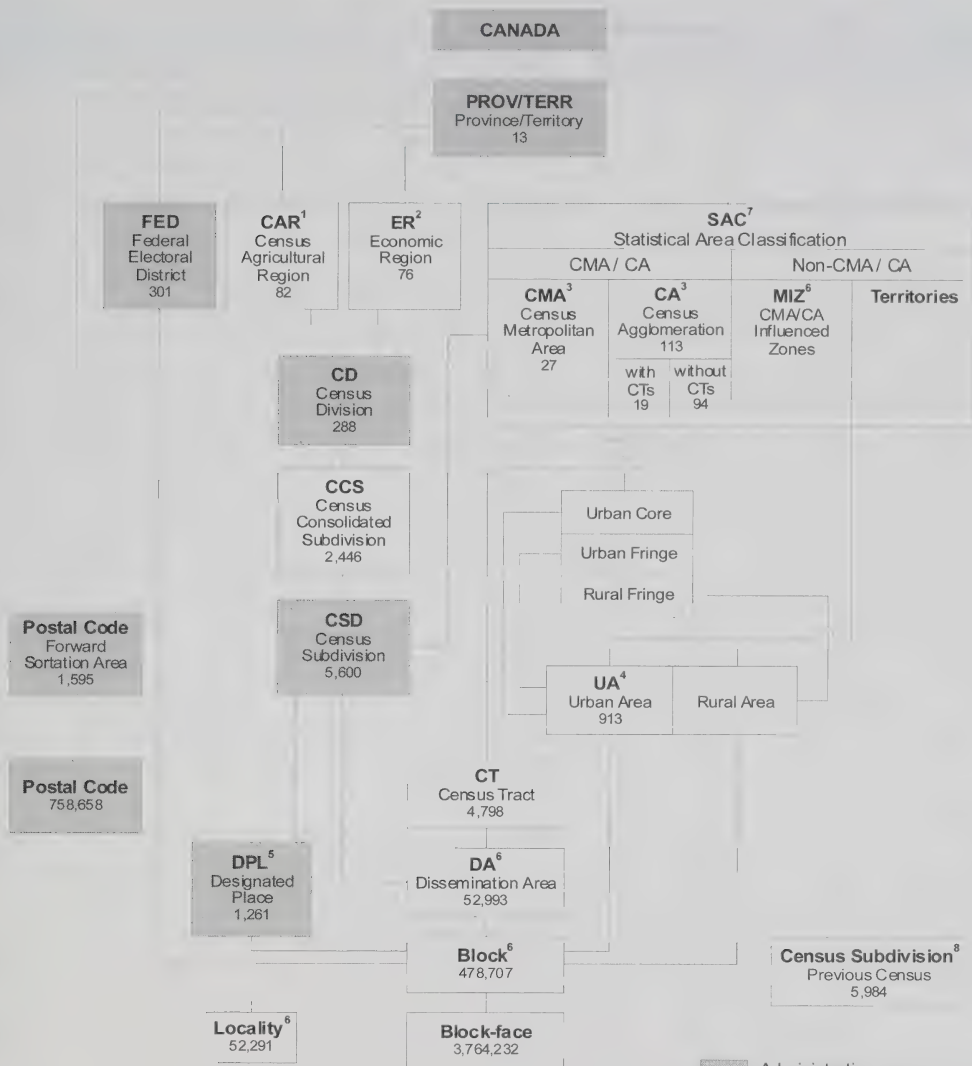 CANADA
PROV/TERR
Province/Territory
13
FED
Federal
Electoral
District
301
CAR¹
Census
Agricultural
Region
82
ER²
Economic
Region
76
SAC⁷
Statistical Area Classification
CMA / CA
Non-CMA / CA
CMA³
Census
Metropolitan
Area
27
CA³
Census
Agglomeration
113
with
CTs
19
without
CTs
94
MIZ⁶
CMA/CA
Influenced
Zones
Territories
CD
Census
Division
288
CCS
Census
Consolidated
Subdivision
2,446
Urban Core
Urban Fringe
Rural Fringe
Postal Code
Forward
Sortation Area
1,595
CSD
Census
Subdivision
5,600
UA⁴
Urban Area
913
Rural Area
Postal Code
758,658
CT
Census Tract
4,798
DPL⁵
Designated
Place
1,261
DA⁶
Dissemination Area
52,993
Block⁶
478,707
Census Subdivision⁸
Previous Census
5,984
Locality⁶
52,291
Block-face
3,764,232